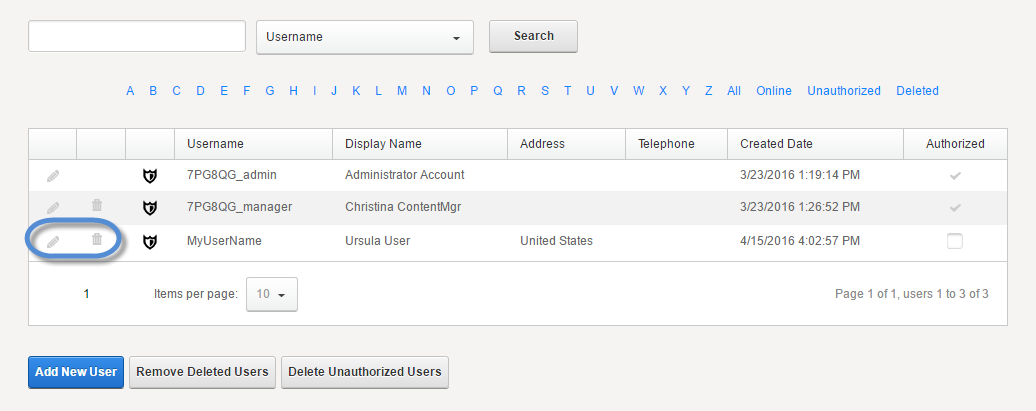 Username Search
A B C D E F G H I J K L M N O P Q R S T U V W X Y Z All Online Unauthorized Deleted
Username Display Name Address Telephone Created Date Authorized
7PG8QG_admin Administrator Account 3/23/2016 1:19:14 PM
7PG8QG_manager Christina ContentMgr 3/23/2016 1:26:52 PM
MyUserName Ursula User United States 4/15/2016 4:02:57 PM
1 Items per page: 10 Page 1 of 1, users 1 to 3 of 3
Add New User Remove Deleted Users Delete Unauthorized Users